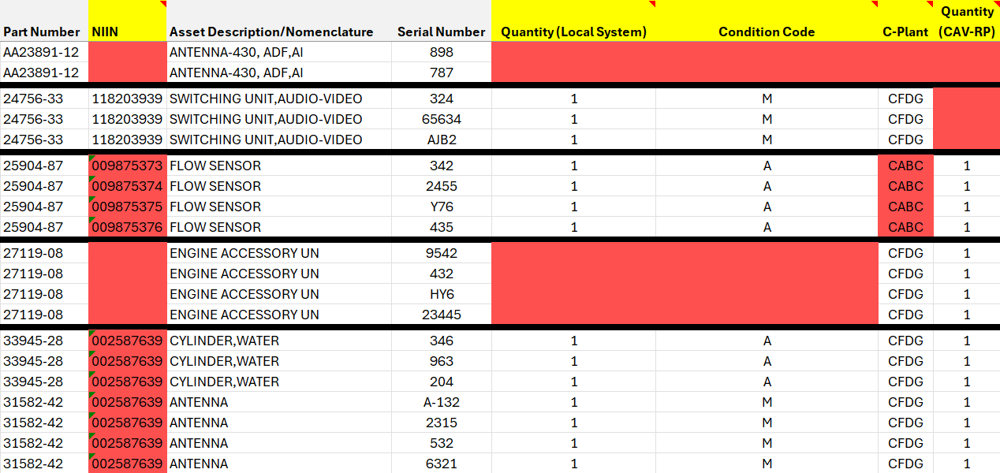 Part Number NIIN Asset Description/Nomenclature Serial Number Quantity (Local System) Condition Code C-Plant Quantity (CAV-RP)
AA23891-12 ANTENNA-430, ADF,AI 898
AA23891-12 ANTENNA-430, ADF,AI 787
24756-33 118203939 SWITCHING UNIT,AUDIO-VIDEO 324 1 M CFDG
24756-33 118203939 SWITCHING UNIT,AUDIO-VIDEO 65634 1 M CFDG
24756-33 118203939 SWITCHING UNIT,AUDIO-VIDEO AJB2 1 M CFDG
25904-87 009875373 FLOW SENSOR 342 1 A CABC 1
25904-87 009875374 FLOW SENSOR 2455 1 A CABC 1
25904-87 009875375 FLOW SENSOR Y76 1 A CABC 1
25904-87 009875376 FLOW SENSOR 435 1 A CABC 1
27119-08 ENGINE ACCESSORY UN 9542 CFDG 1
27119-08 ENGINE ACCESSORY UN 432 CFDG 1
27119-08 ENGINE ACCESSORY UN HY6 CFDG 1
27119-08 ENGINE ACCESSORY UN 23445 CFDG 1
33945-28 002587639 CYLINDER,WATER 346 1 A CFDG 1
33945-28 002587639 CYLINDER,WATER 963 1 A CFDG 1
33945-28 002587639 CYLINDER,WATER 204 1 A CFDG 1
31582-42 002587639 ANTENNA A-132 1 M CFDG 1
31582-42 002587639 ANTENNA 2315 1 M CFDG 1
31582-42 002587639 ANTENNA 532 1 M CFDG 1
31582-42 002587639 ANTENNA 6321 1 M CFDG 1